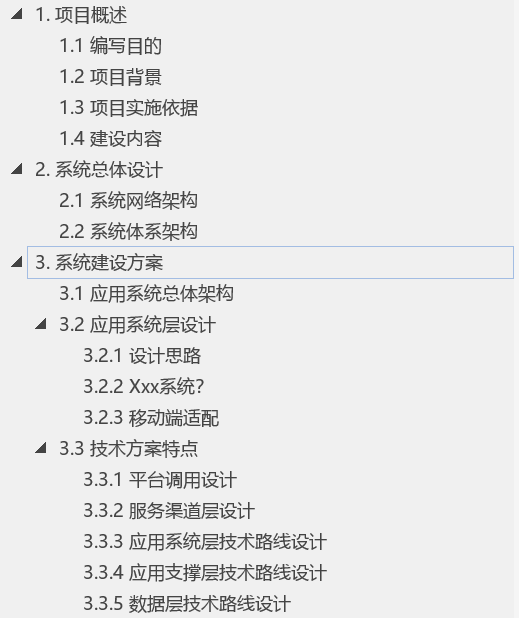 1. 项目概述
1.1 编写目的
1.2 项目背景
1.3 项目实施依据
1.4 建设内容
2. 系统总体设计
2.1 系统网络架构
2.2 系统体系架构
3. 系统建设方案
3.1 应用系统总体架构
3.2 应用系统层设计
3.2.1 设计思路
3.2.2 Xxx系统?
3.2.3 移动端适配
3.3 技术方案特点
3.3.1 平台调用设计
3.3.2 服务渠道层设计
3.3.3 应用系统层技术路线设计
3.3.4 应用支撑层技术路线设计
3.3.5 数据层技术路线设计